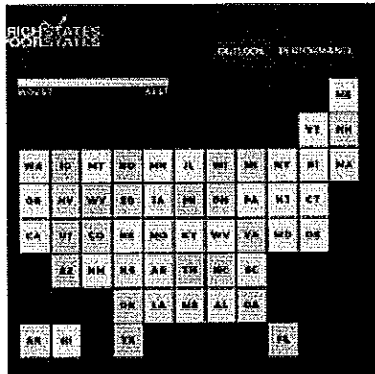 RICH STATES
POOR STATES
OUTLOOK PERFORMANCE
WORST BEST
ME
VT NH
WA ID MT ND MN IL WI MI NY RI MA
OR NV WY SD IA IN OH PA NJ CT
CA UT CO NE MO KY WV VA MD DE
AZ NM KS AR TN NC SC
OK LA MS AL GA
AK HI TX FL